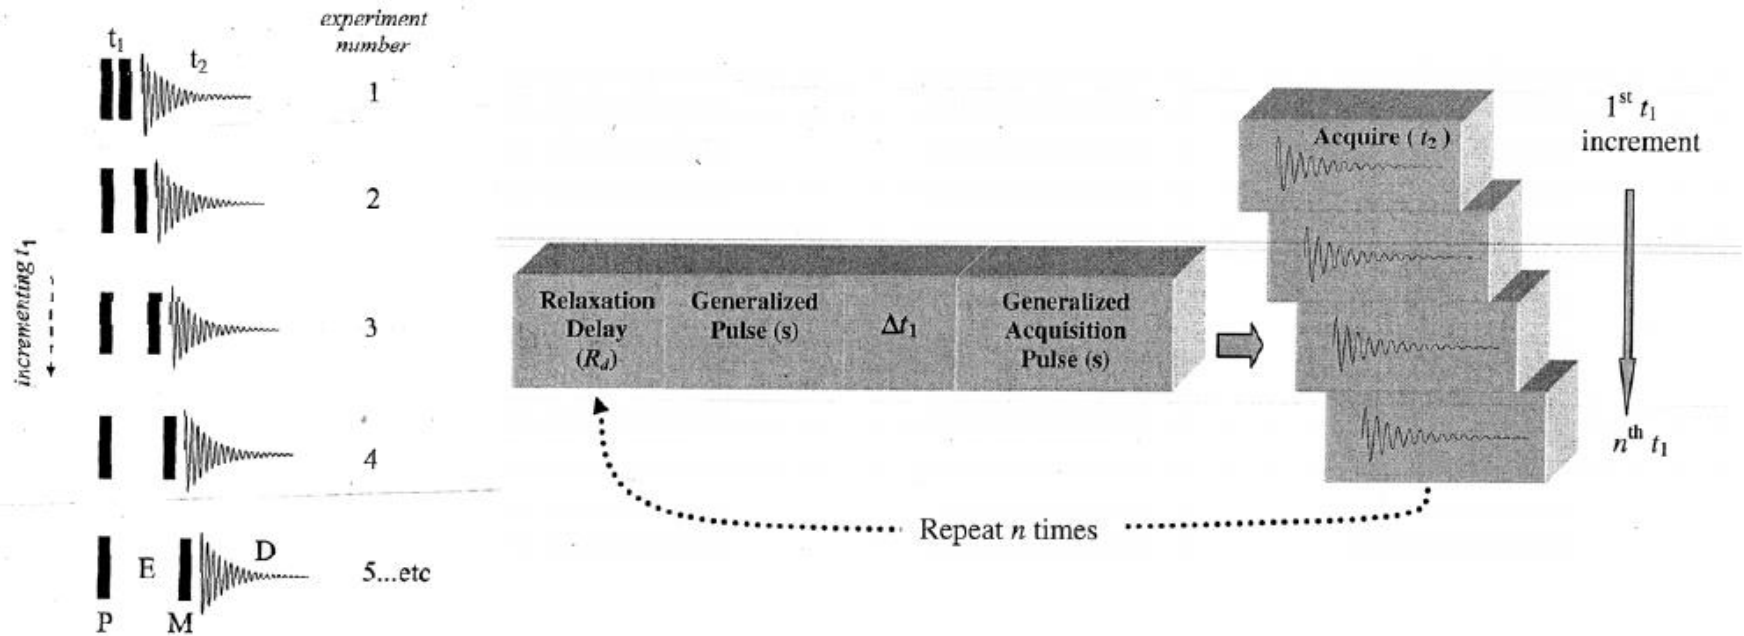 experiment
number
t₁
t₂
1
2
incrementing t₁
3
4
E
D
5...etc
P
M
Relaxation
Delay
(R_d)
Generalized
Pulse (s)
Δt₁
Generalized
Acquisition
Pulse (s)
Acquire ( t₂ )
1ˢᵗ t₁
increment
nᵗʰ t₁
Repeat n times